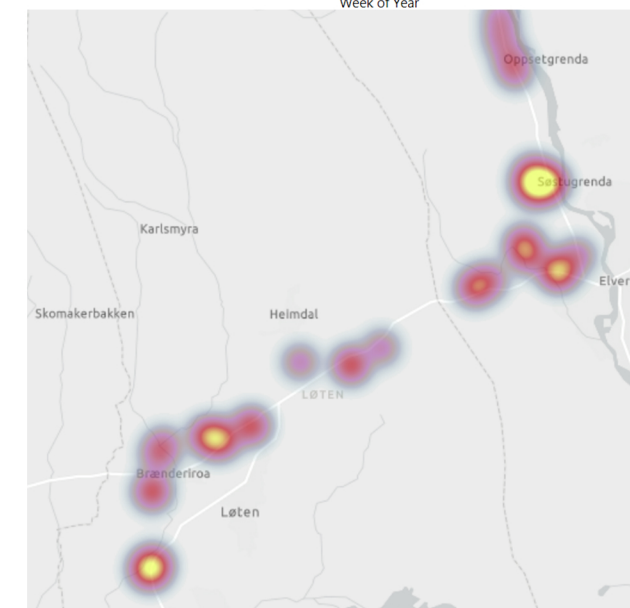 Week of Year
Oppsetgrenda
Søstugrenda
Karlsmyra
Elver
Skomakerbakken
Heimdal
LØTEN
Brænderiroa
Løten